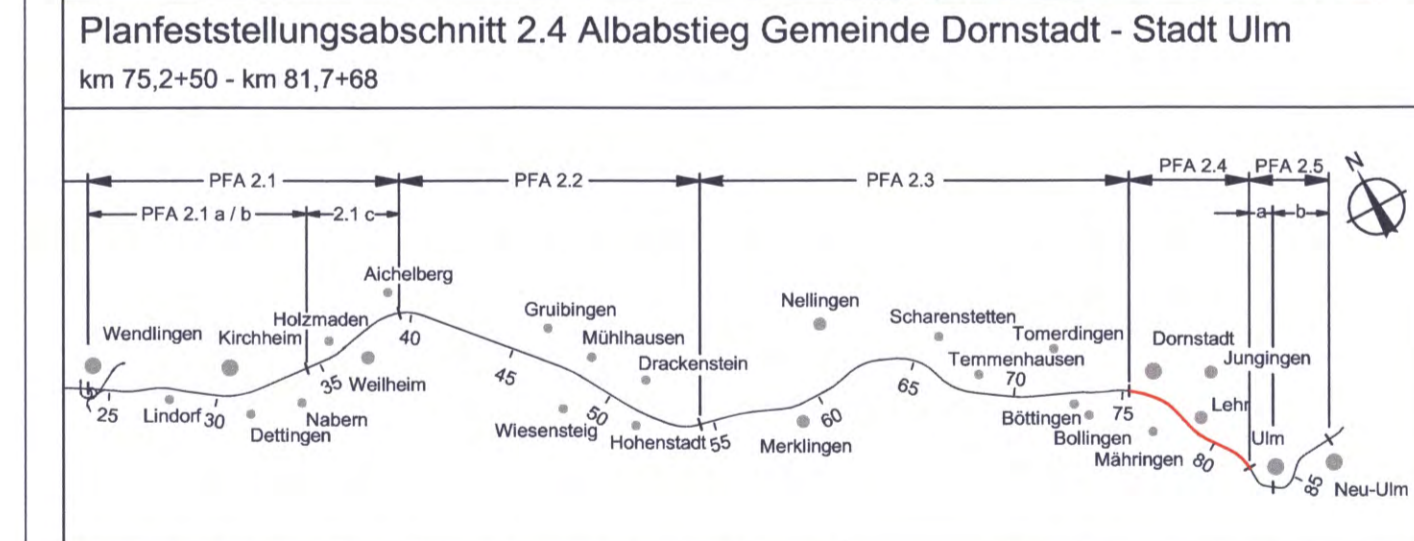 Planfeststellungsabschnitt 2.4 Albabstieg Gemeinde Dornstadt - Stadt Ulm
km 75,2+50 - km 81,7+68
PFA 2.1
PFA 2.2
PFA 2.3
PFA 2.4
PFA 2.5
N
PFA 2.1 a / b
2.1 c
a
b
Aichelberg
Wendlingen
Kirchheim
Holzmaden
40
Gruibingen
Mühlhausen
Drackenstein
Nellingen
Scharenstetten
Tomerdingen
Temmenhausen
Dornstadt
Jungingen
25
Lindorf
30
Dettingen
Nabern
35
Weilheim
45
Wiesensteig
50
Hohenstadt
55
Merklingen
60
65
70
Böttingen
75
Bollingen
Mähringen
80
Lehr
Ulm
85
Neu-Ulm